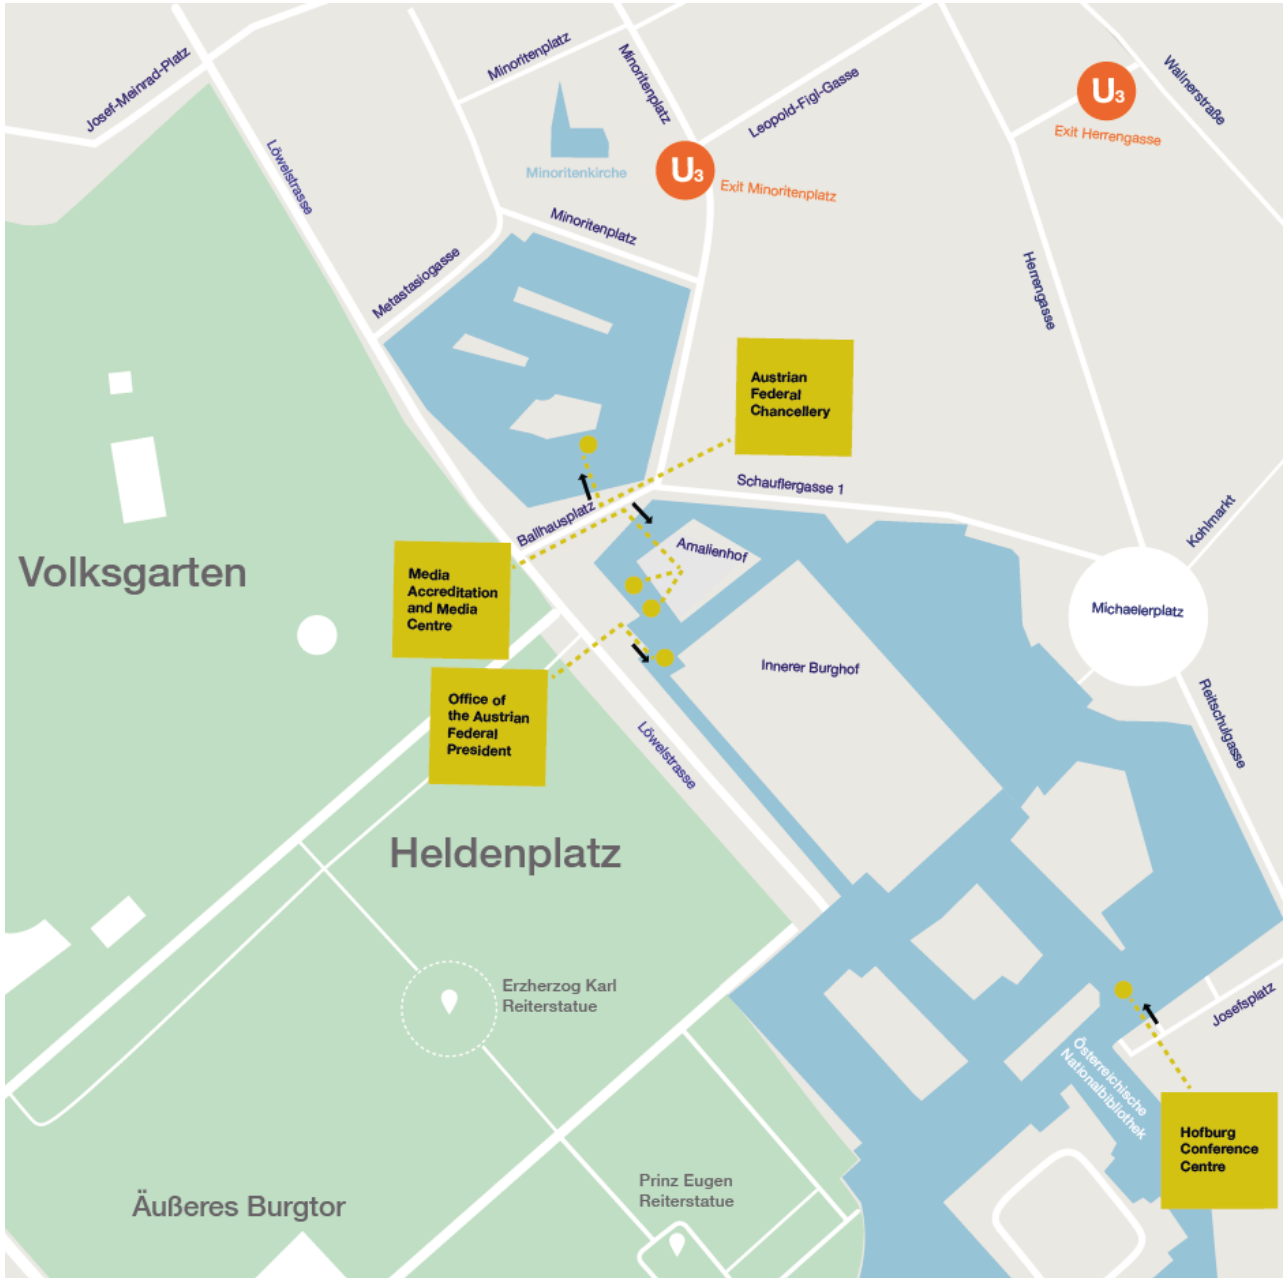 Josef-Meinrad-Platz
Löwelstrasse
Minoritenplatz
Minoritenplatz
Leopold-Figl-Gasse
Wallnerstraße
U3
Exit Herrengasse
Minoritenkirche
U3
Exit Minoritenplatz
Minoritenplatz
Metastasiogasse
Herrengasse
Austrian
Federal
Chancellery
Schauflergasse 1
Ballhausplatz
Kohlmarkt
Amalienhof
Volksgarten
Media
Accreditation
and Media
Centre
Michaelerplatz
Innerer Burghof
Office of
the Austrian
Federal
President
Löwelstrasse
Reitschulgasse
Heldenplatz
Erzherzog Karl
Reiterstatue
Josefsplatz
Österreichische
Nationalbibliothek
Hofburg
Conference
Centre
Prinz Eugen
Reiterstatue
Äußeres Burgtor